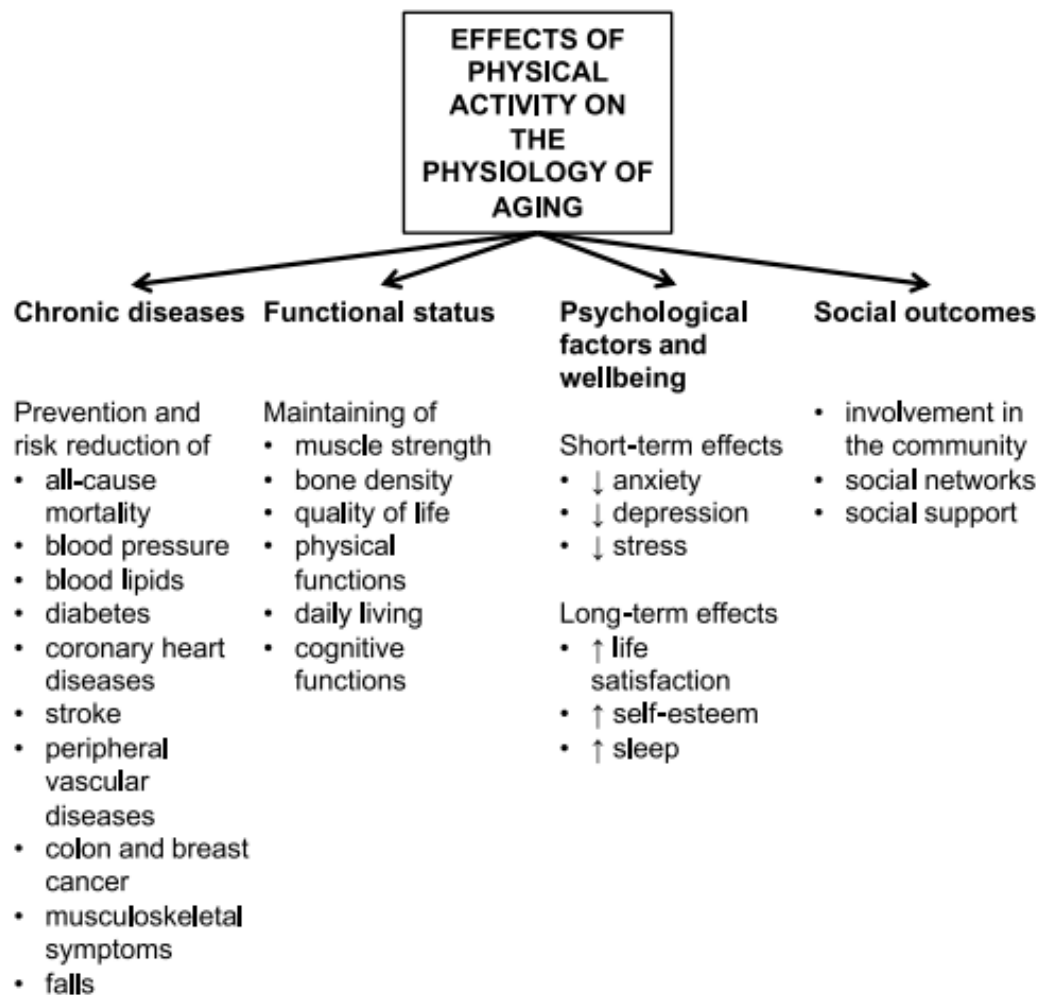 EFFECTS OF
PHYSICAL
ACTIVITY ON
THE
PHYSIOLOGY OF
AGING
Chronic diseases
Prevention and
risk reduction of
• all-cause
mortality
• blood pressure
• blood lipids
• diabetes
• coronary heart
diseases
• stroke
• peripheral
vascular
diseases
• colon and breast
cancer
• musculoskeletal
symptoms
• falls
Functional status
Maintaining of
• muscle strength
• bone density
• quality of life
• physical
functions
• daily living
• cognitive
functions
Psychological
factors and
wellbeing
Short-term effects
• ↓ anxiety
• ↓ depression
• ↓ stress
Long-term effects
• ↑ life
satisfaction
• ↑ self-esteem
• ↑ sleep
Social outcomes
• involvement in
the community
• social networks
• social support